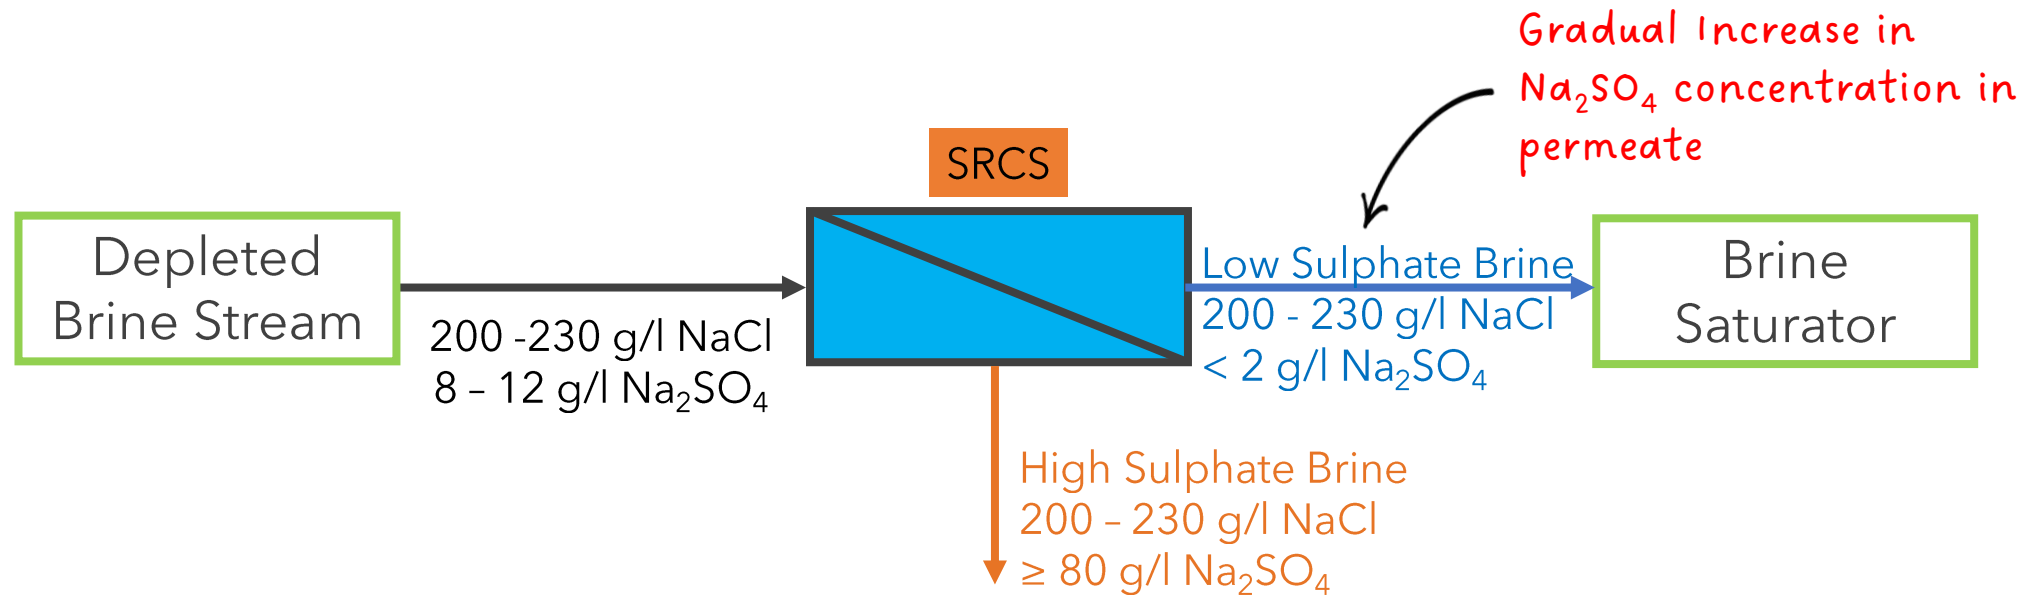 Gradual Increase in
Na₂SO₄ concentration in
permeate
SRCS
Depleted
Brine Stream
200 -230 g/l NaCl
8 – 12 g/l Na₂SO₄
Low Sulphate Brine
200 - 230 g/l NaCl
< 2 g/l Na₂SO₄
Brine
Saturator
High Sulphate Brine
200 – 230 g/l NaCl
≥ 80 g/l Na₂SO₄